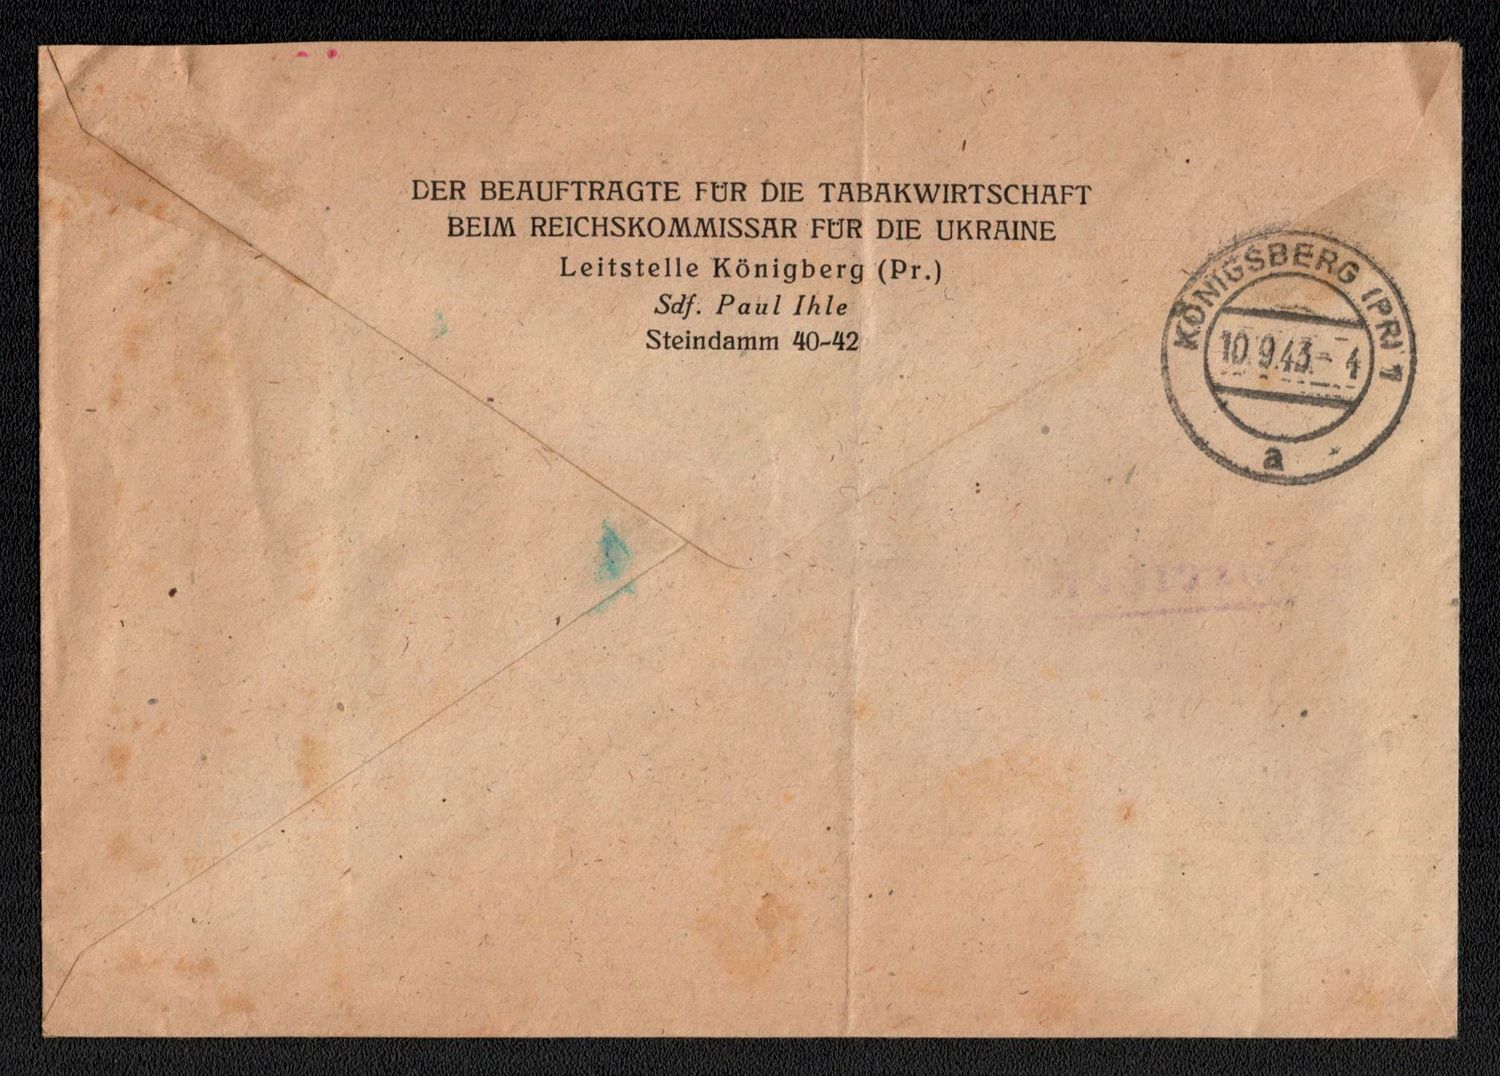 DER BEAUFTRAGTE FÜR DIE TABAKWIRTSCHAFT
BEIM REICHSKOMMISSAR FÜR DIE UKRAINE
Leitstelle Königberg (Pr.)
Sdf. Paul Ihle
Steindamm 40-42
KÖNIGSBERG (PR) 1
10.9.43.- 4
a